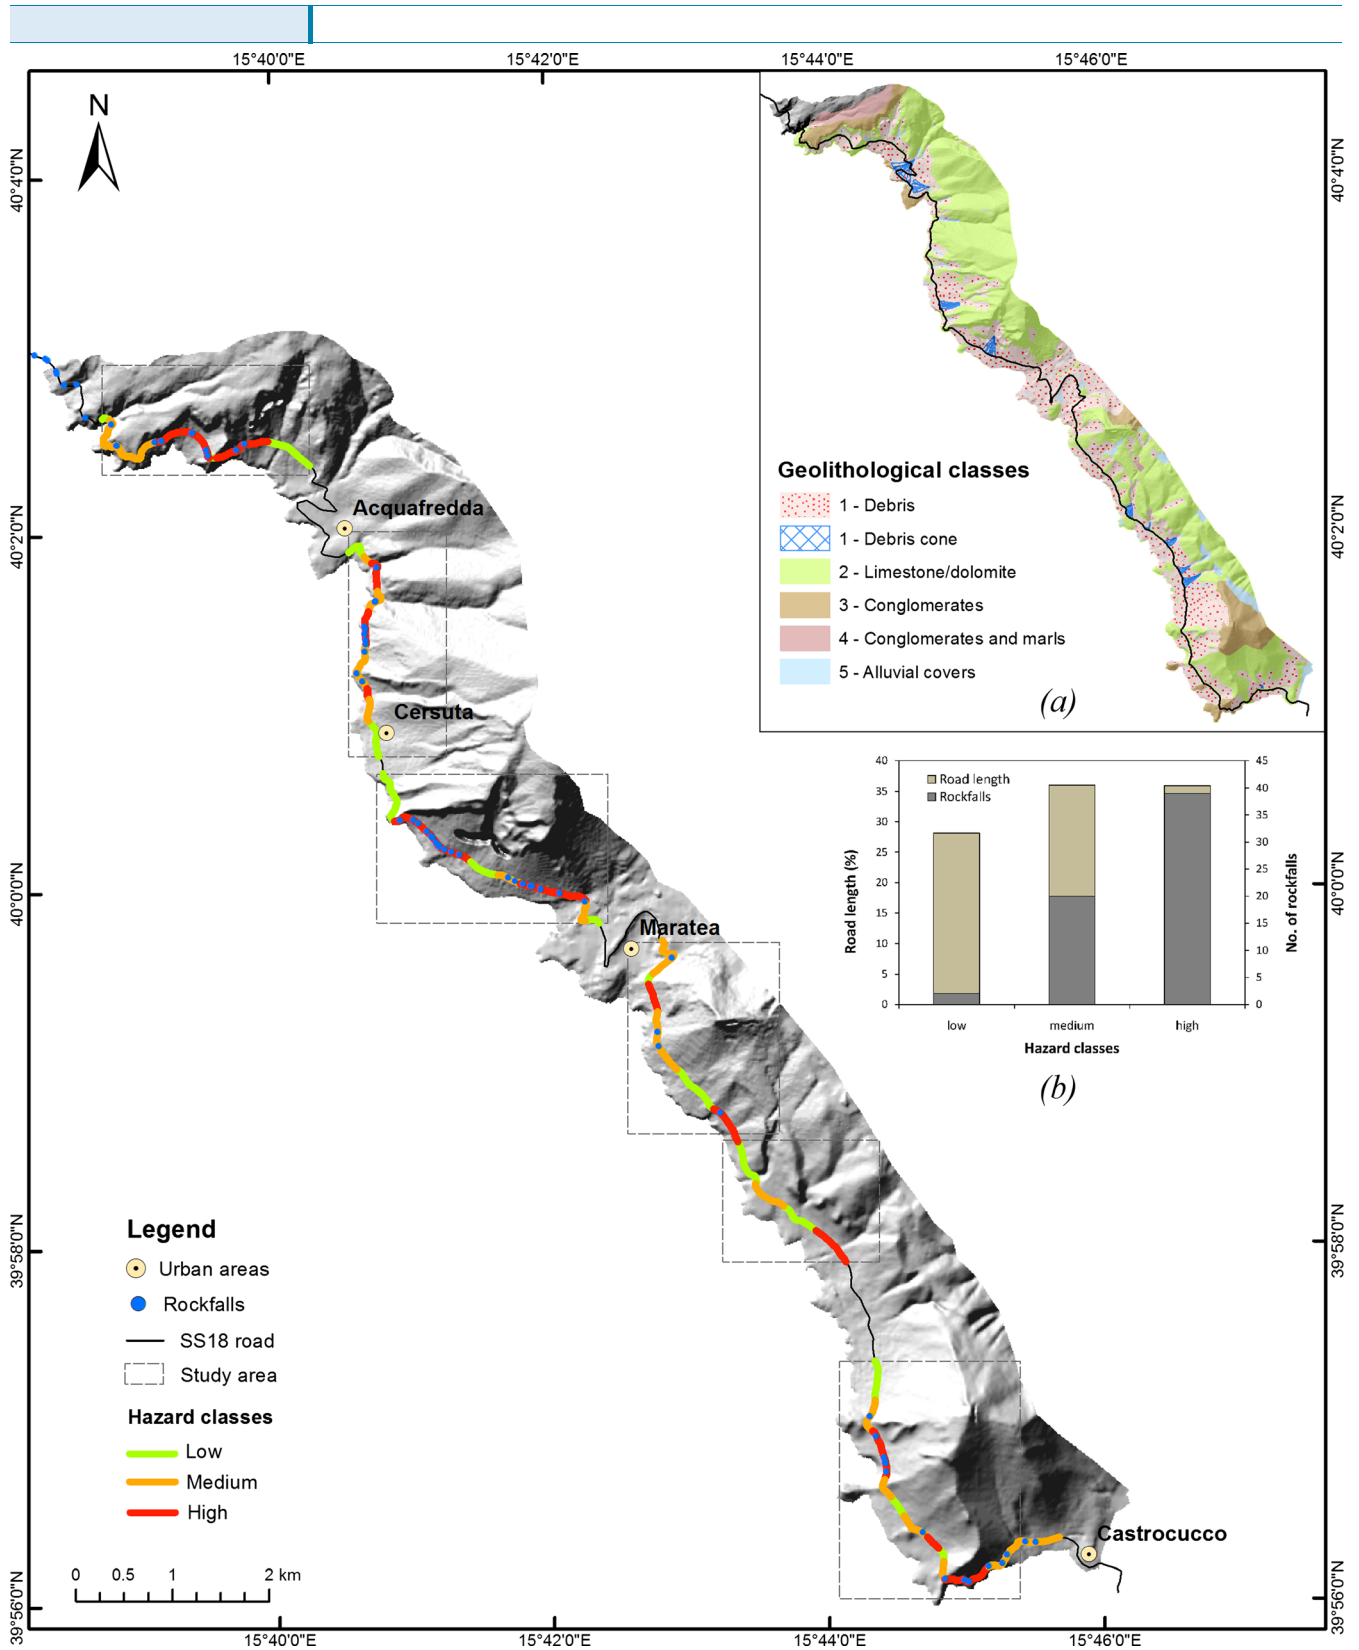 15°40'0"E
15°42'0"E
15°44'0"E
15°46'0"E
N
40°4'0"N
40°4'0"N
Geolithological classes
1 - Debris
1 - Debris cone
2 - Limestone/dolomite
3 - Conglomerates
4 - Conglomerates and marls
5 - Alluvial covers
(a)
40°2'0"N
40°2'0"N
Acquafredda
Cersuta
Maratea
Castrocucco
40
35
30
25
20
15
10
5
0
Road length (%)
Road length
Rockfalls
45
40
35
30
25
20
15
10
5
0
No. of rockfalls
low
medium
high
Hazard classes
(b)
40°0'0"N
40°0'0"N
39°58'0"N
39°58'0"N
Legend
Urban areas
Rockfalls
SS18 road
Study area
Hazard classes
Low
Medium
High
0
0.5
1
2 km
39°56'0"N
39°56'0"N
15°40'0"E
15°42'0"E
15°44'0"E
15°46'0"E